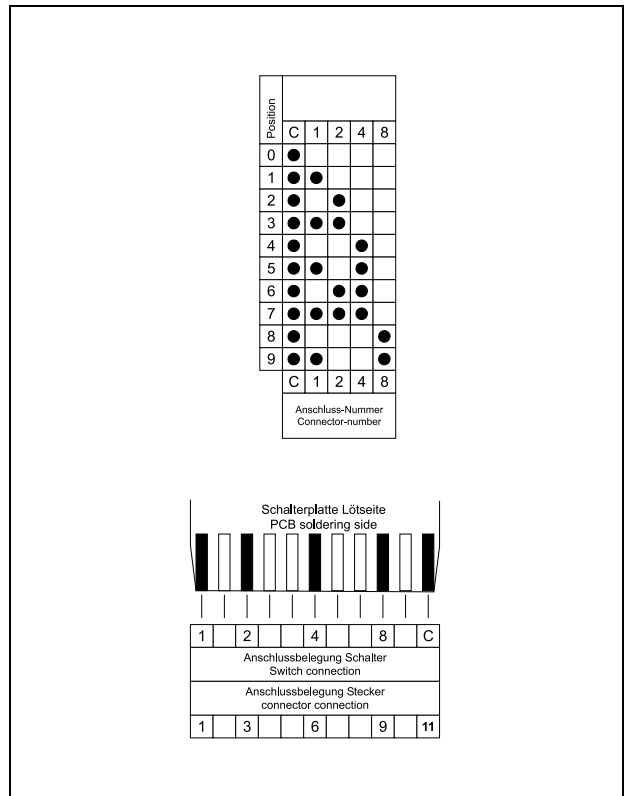 Position
C 1 2 4 8
0
1
2
3
4
5
6
7
8
9
C 1 2 4 8
Anschluss-Nummer
Connector-number
Schalterplatte Lötseite
PCB soldering side
1 2 4 8 C
Anschlussbelegung Schalter
Switch connection
Anschlussbelegung Stecker
connector connection
1 3 6 9 11